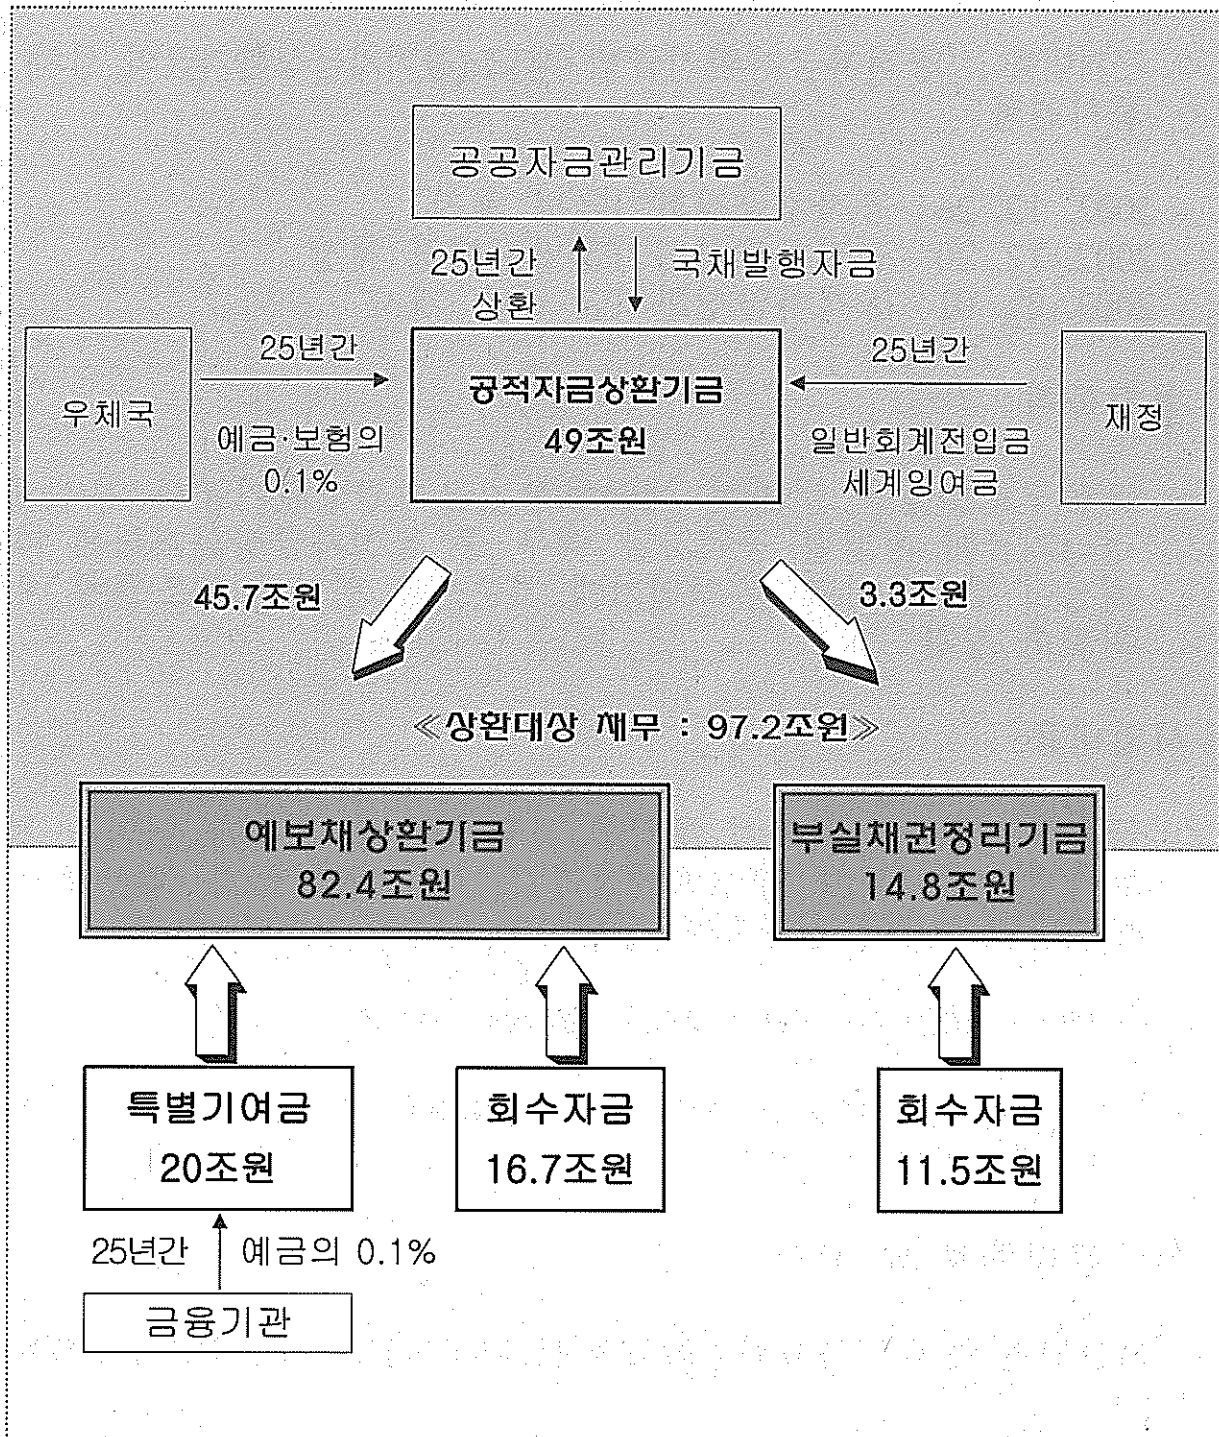 공공자금관리기금
25년간
상환
국채발행자금
우체국
25년간
예금·보험의
0.1%
공적자금상환기금
49조원
25년간
일반회계전입금
세계잉여금
재정
45.7조원
3.3조원
≪상환대상 채무 : 97.2조원≫
예보채상환기금
82.4조원
부실채권정리기금
14.8조원
특별기여금
20조원
회수자금
16.7조원
회수자금
11.5조원
25년간
예금의 0.1%
금융기관